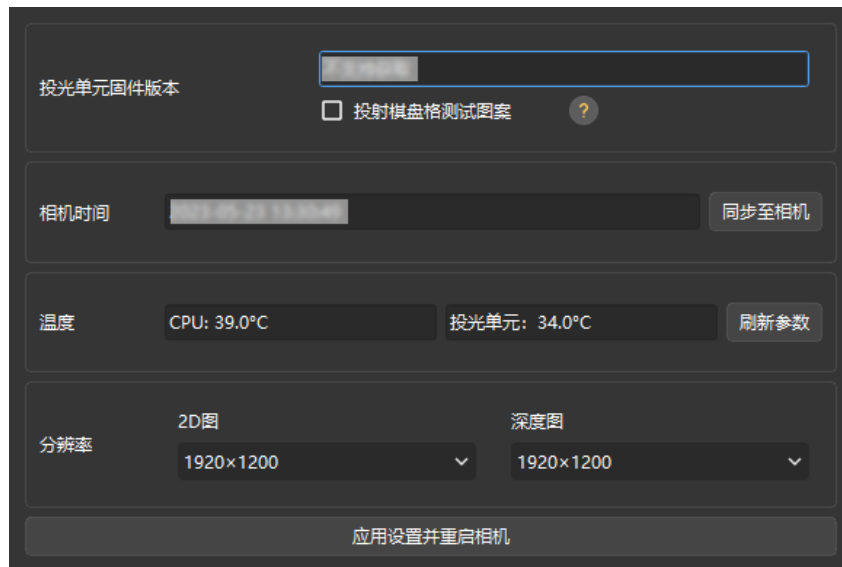 投光单元固件版本
投射棋盘格测试图案
?
相机时间
同步至相机
温度
CPU: 39.0°C
投光单元: 34.0°C
刷新参数
分辨率
2D图
深度图
1920×1200
1920×1200
应用设置并重启相机